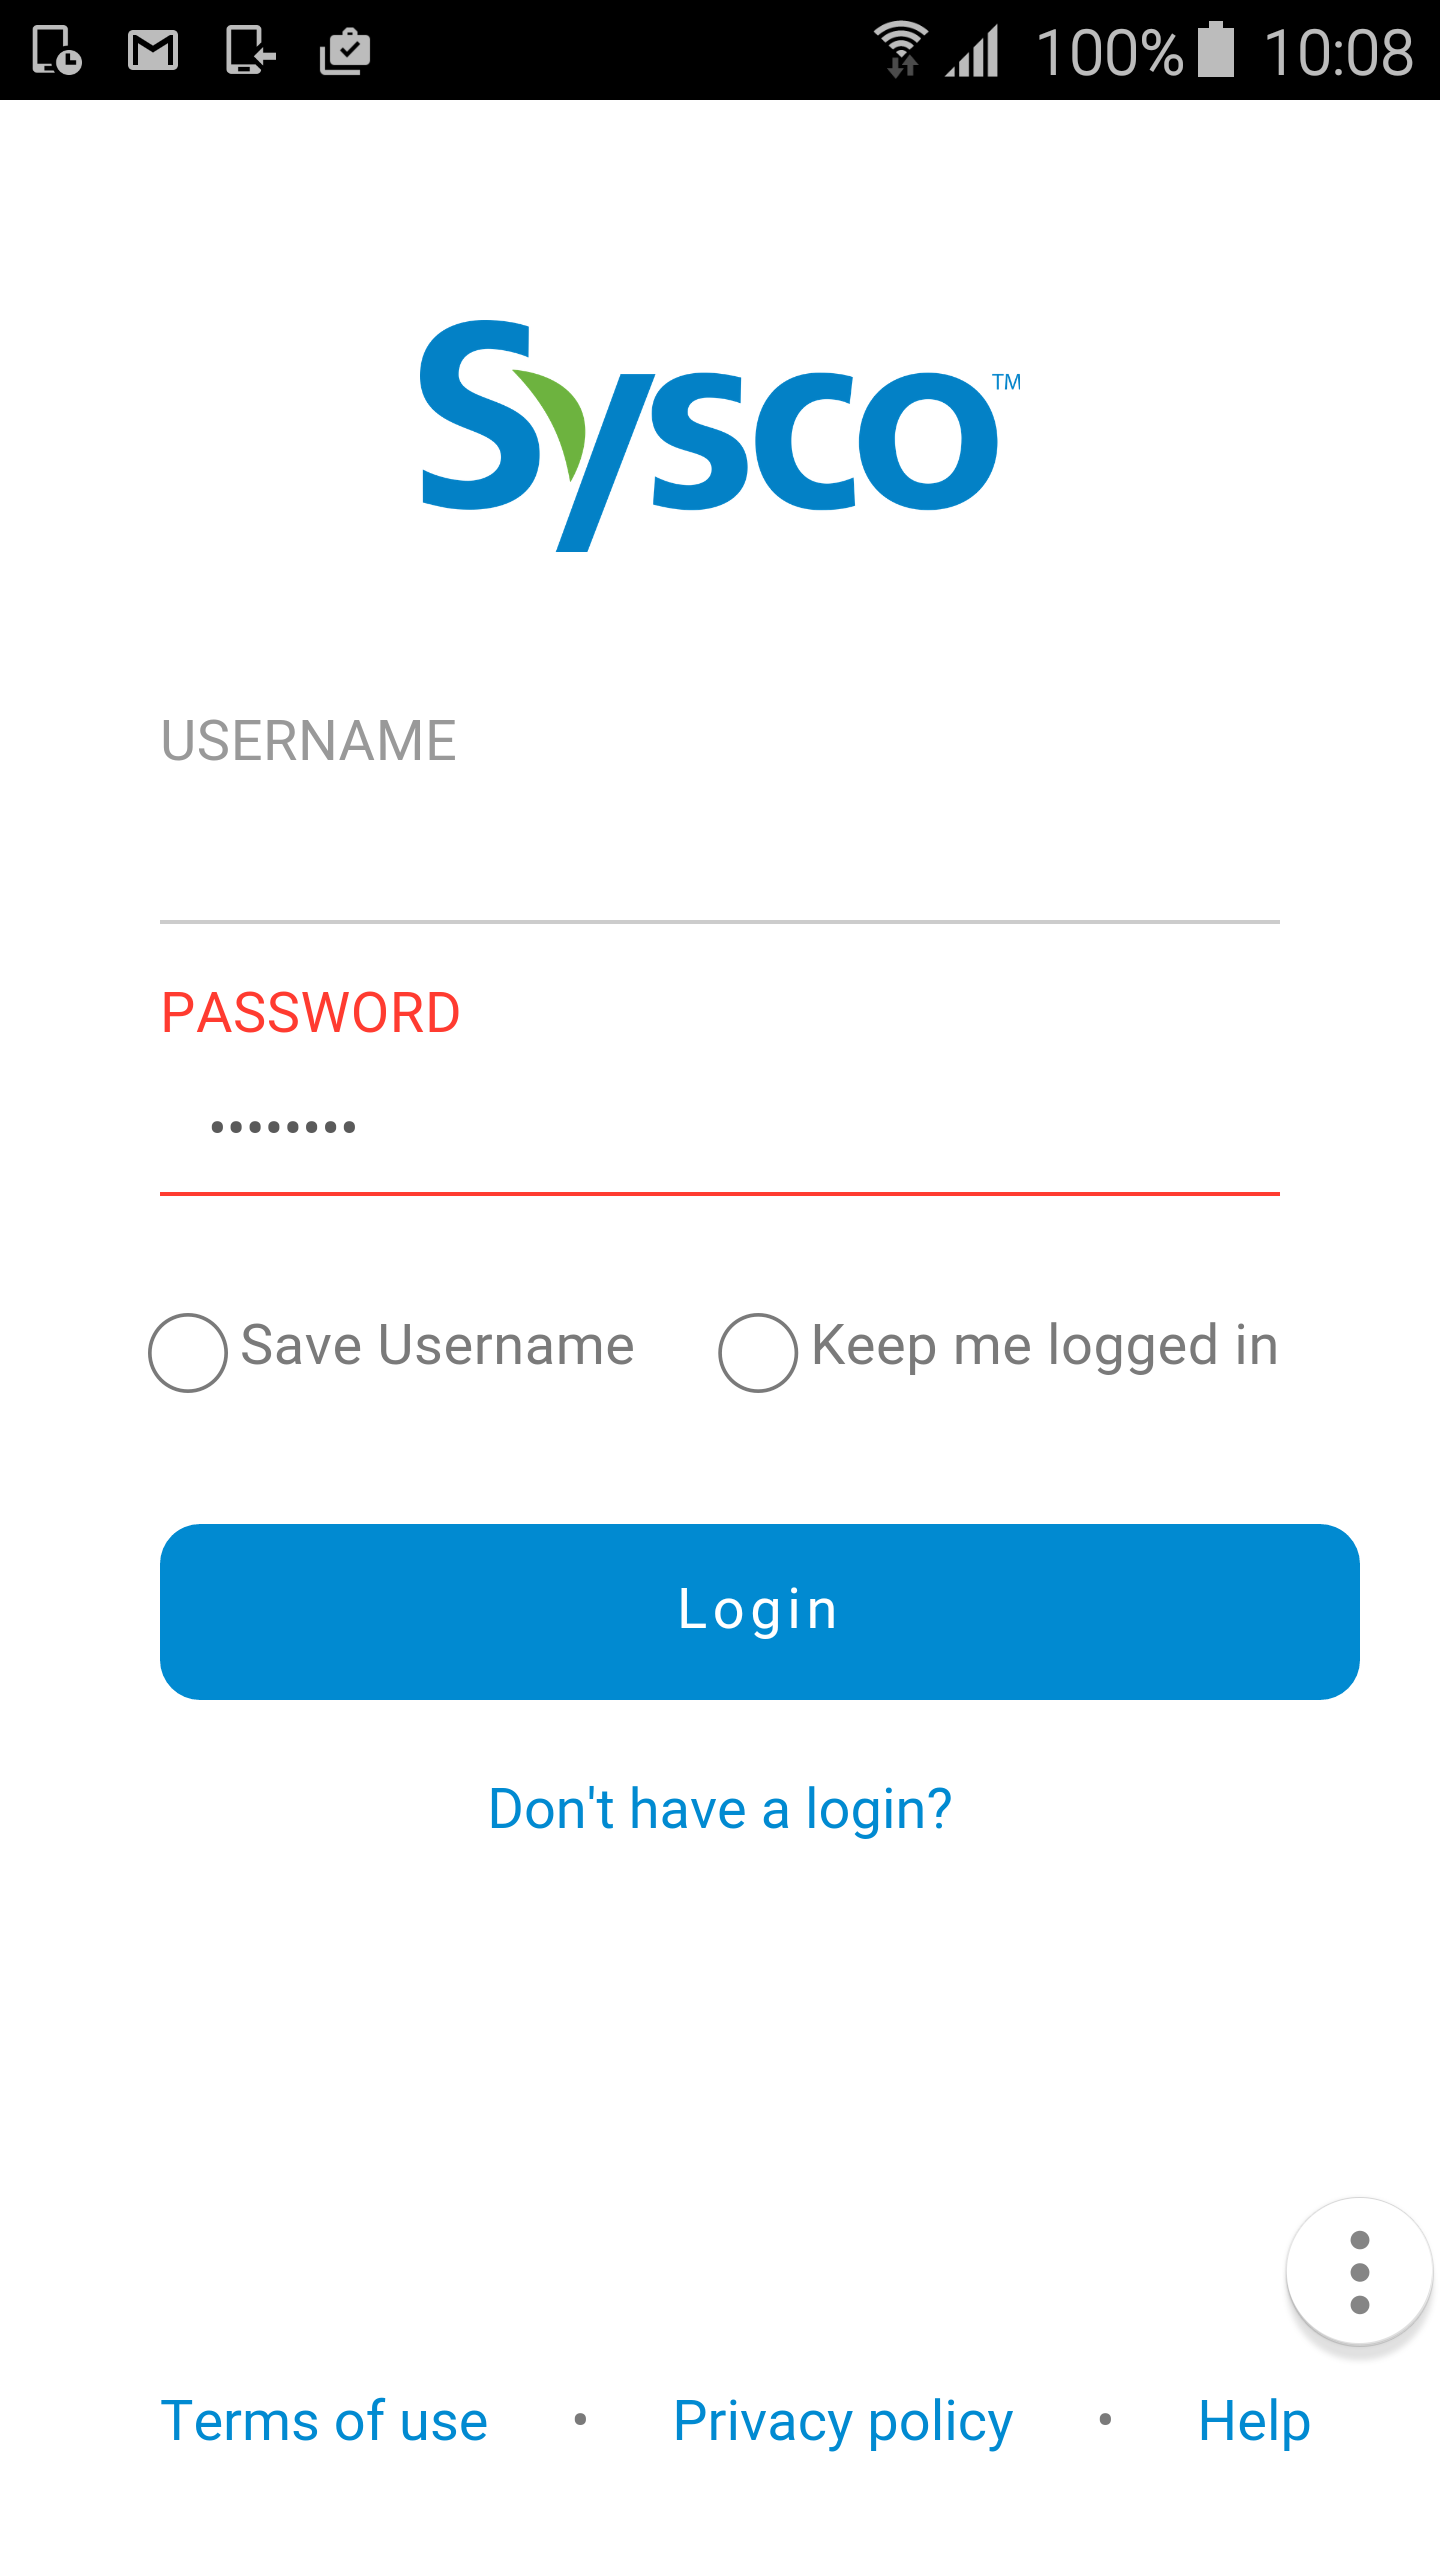 100% 10:08
Sysco™
USERNAME
PASSWORD
••••••••
Save Username Keep me logged in
Login
Don't have a login?
Terms of use • Privacy policy • Help